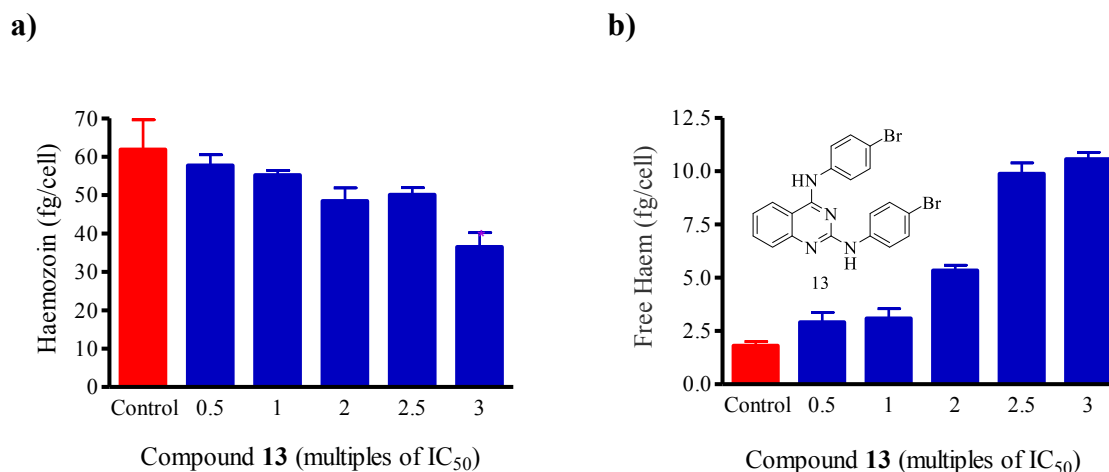 a)
Haemozoin (fg/cell)
70
60
50
40
30
20
10
0
Control 0.5 1 2 2.5 3
Compound 13 (multiples of IC50)
b)
Free Haem (fg/cell)
12.5
10.0
7.5
5.0
2.5
0.0
Br
HN
N
Br
N
N
H
13
Control 0.5 1 2 2.5 3
Compound 13 (multiples of IC50)